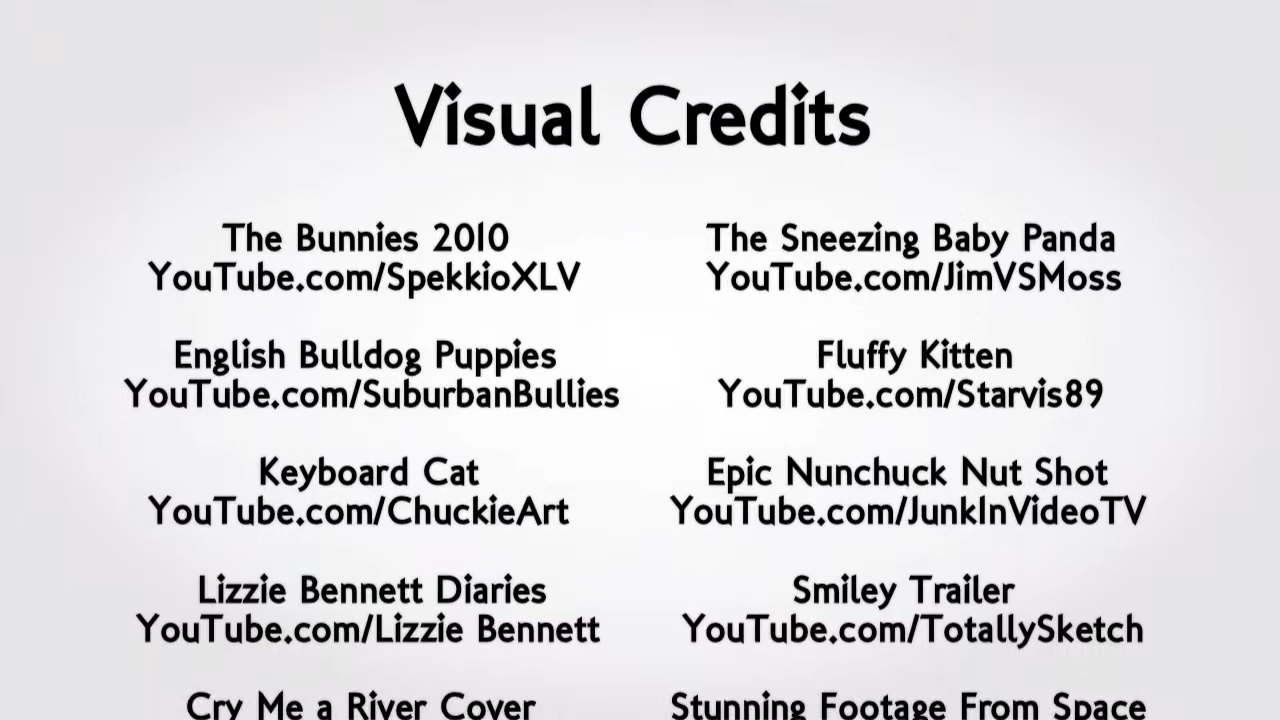 Visual Credits
The Bunnies 2010
YouTube.com/SpekkioXLV
The Sneezing Baby Panda
YouTube.com/JimVSMoss
English Bulldog Puppies
YouTube.com/SuburbanBullies
Fluffy Kitten
YouTube.com/Starvis89
Keyboard Cat
YouTube.com/ChuckieArt
Epic Nunchuck Nut Shot
YouTube.com/JunkInVideoTV
Lizzie Bennett Diaries
YouTube.com/Lizzie Bennett
Smiley Trailer
YouTube.com/TotallySketch
Cry Me a River Cover
Stunning Footage From Space